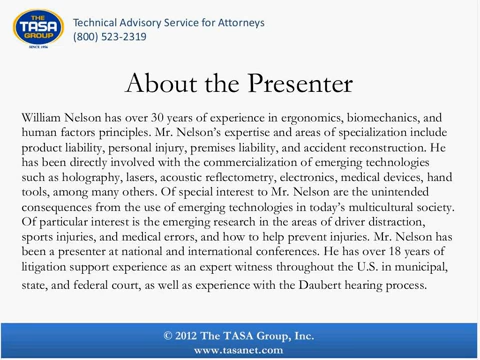 THE
TASA
GROUP
SINCE 1956
Technical Advisory Service for Attorneys
(800) 523-2319
About the Presenter
William Nelson has over 30 years of experience in ergonomics, biomechanics, and
human factors principles. Mr. Nelson's expertise and areas of specialization include
product liability, personal injury, premises liability, and accident reconstruction. He
has been directly involved with the commercialization of emerging technologies
such as holography, lasers, acoustic reflectometry, electronics, medical devices, hand
tools, among many others. Of special interest to Mr. Nelson are the unintended
consequences from the use of emerging technologies in today's multicultural society.
Of particular interest is the emerging research in the areas of driver distraction,
sports injuries, and medical errors, and how to help prevent injuries. Mr. Nelson has
been a presenter at national and international conferences. He has over 18 years of
litigation support experience as an expert witness throughout the U.S. in municipal,
state, and federal court, as well as experience with the Daubert hearing process.
© 2012 The TASA Group, Inc.
www.tasanet.com